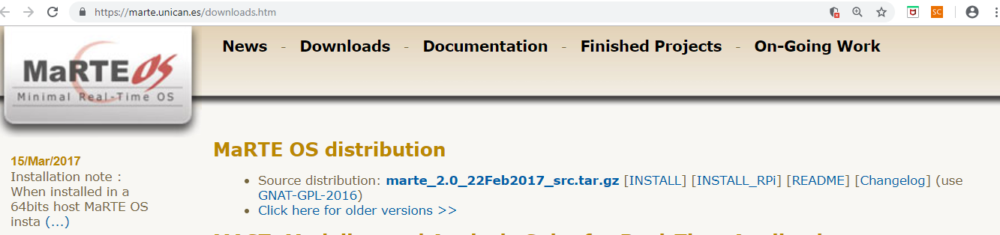 https://marte.unican.es/downloads.htm
SC
MaRTE OS
Minimal Real-Time OS
News - Downloads - Documentation - Finished Projects - On-Going Work
15/Mar/2017
Installation note :
When installed in a
64bits host MaRTE OS
insta (...)
MaRTE OS distribution
• Source distribution: marte_2.0_22Feb2017_src.tar.gz [INSTALL] [INSTALL_RPi] [README] [Changelog] (use
GNAT-GPL-2016)
• Click here for older versions >>